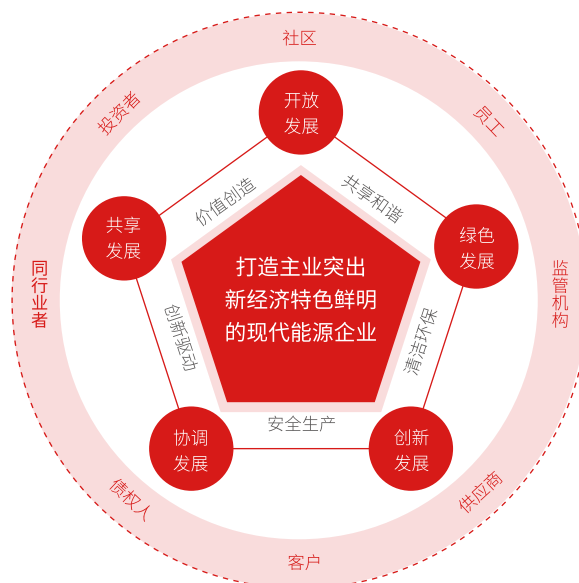 社区
投资者
员工
开放
发展
价值创造
共享和谐
共享
发展
绿色
发展
打造主业突出
新经济特色鲜明
的现代能源企业
同行业者
监管机构
创新驱动
清洁环保
安全生产
协调
发展
创新
发展
债权人
供应商
客户